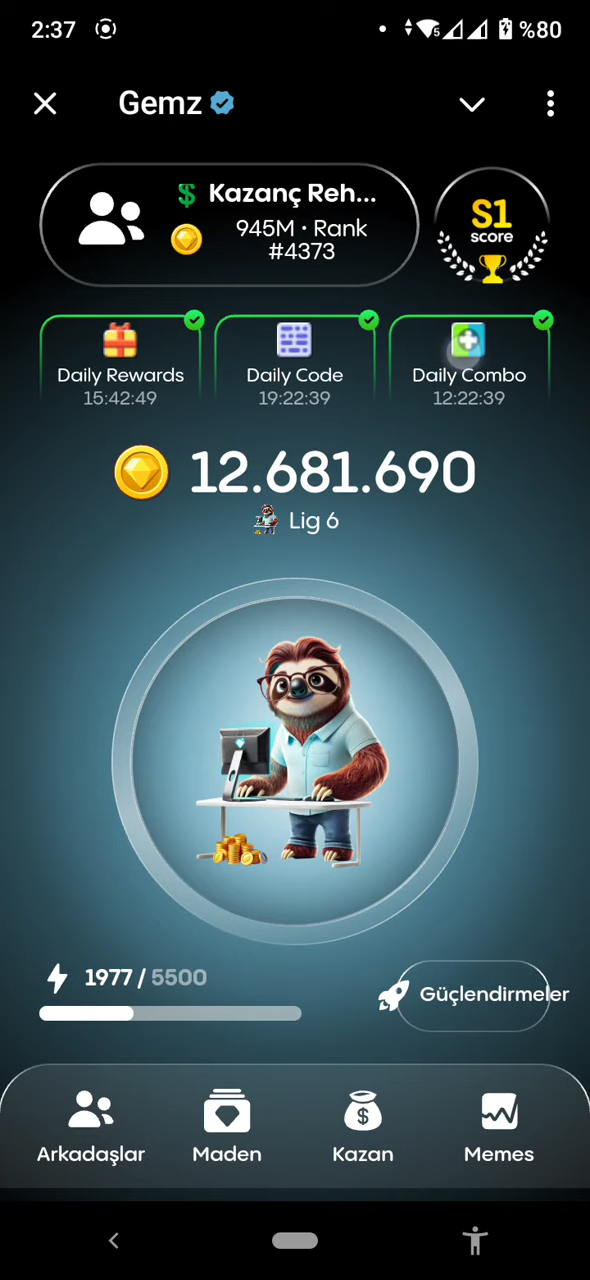 2:37
5
%80
Gemz
$ Kazanç Reh...
945M · Rank
#4373
S1
score
Daily Rewards
15:42:49
Daily Code
19:22:39
Daily Combo
12:22:39
12.681.690
Lig 6
1977 / 5500
Güçlendirmeler
Arkadaşlar
Maden
$
Kazan
Memes